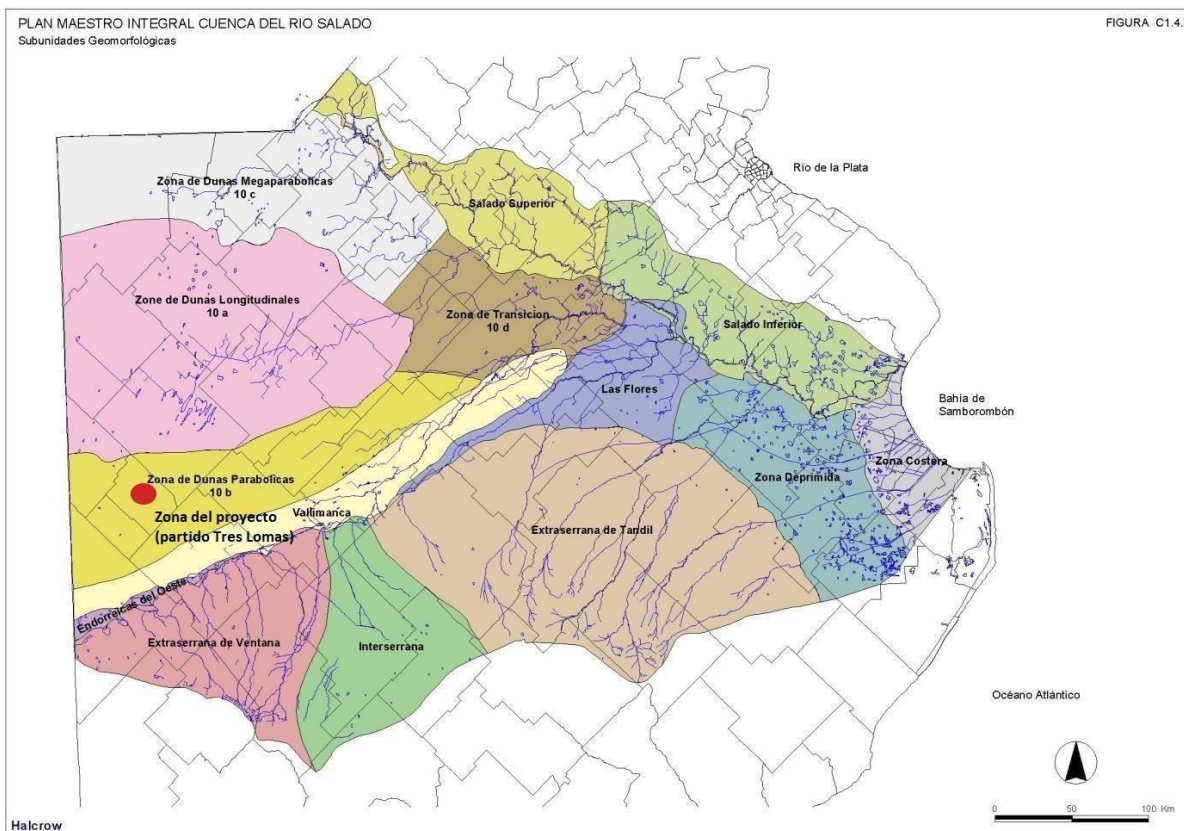 PLAN MAESTRO INTEGRAL CUENCA DEL RIO SALADO
FIGURA C1.4.
Subunidades Geomorfológicas
Río de la Plata
Zona de Dunas Megaparabolicas
10 c
Salado Superior
Zone de Dunas Longitudinales
10 a
Zona de Transicion
10 d
Salado Inferior
Las Flores
Bahía de
Samborombón
Zona Costera
Zona Deprimida
Zona de Dunas Parabolicas
10 b
Zona del proyecto
(partido Tres Lomas)
Vallimanca
Extraserrana de Tandil
Endorreicas del Oeste
Extraserrana de Ventana
Interserrana
Océano Atlántico
0 50 100 Km
Halcrow